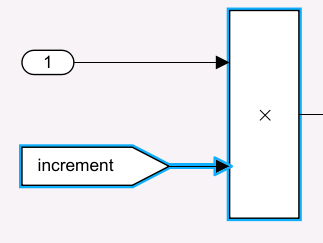 1
increment
×